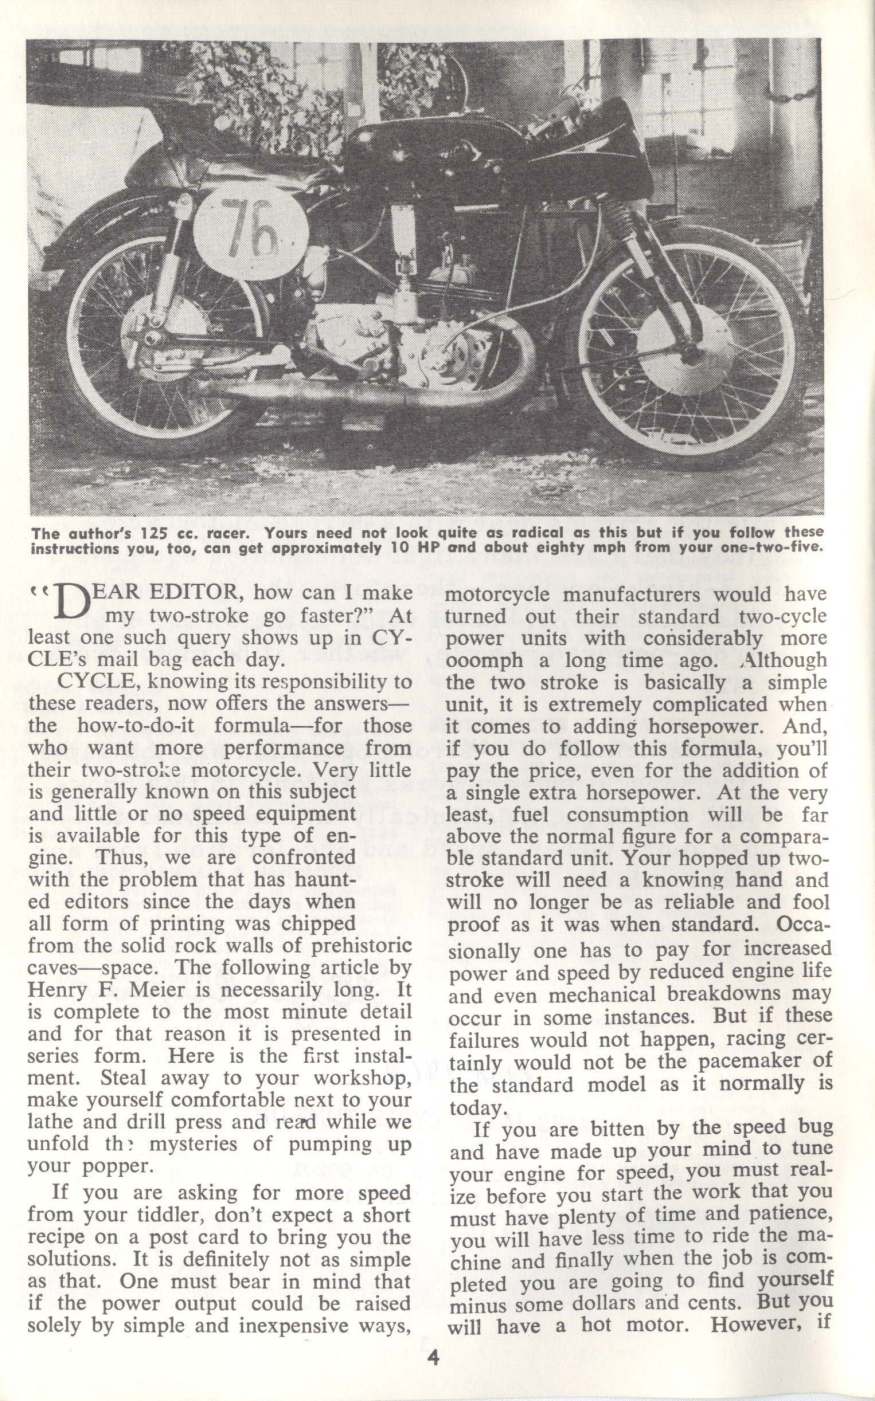 76
The author's 125 cc. racer. Yours need not look quite as radical as this but if you follow these
instructions you, too, can get approximately 10 HP and about eighty mph from your one-two-five.
“DEAR EDITOR, how can I make
my two-stroke go faster?” At
least one such query shows up in CY-
CLE’s mail bag each day.
CYCLE, knowing its responsibility to
these readers, now offers the answers—
the how-to-do-it formula—for those
who want more performance from
their two-stroke motorcycle. Very little
is generally known on this subject
and little or no speed equipment
is available for this type of en-
gine. Thus, we are confronted
with the problem that has haunt-
ed editors since the days when
all form of printing was chipped
from the solid rock walls of prehistoric
caves—space. The following article by
Henry F. Meier is necessarily long. It
is complete to the most minute detail
and for that reason it is presented in
series form. Here is the first instal-
ment. Steal away to your workshop,
make yourself comfortable next to your
lathe and drill press and read while we
unfold the mysteries of pumping up
your popper.
If you are asking for more speed
from your tiddler, don’t expect a short
recipe on a post card to bring you the
solutions. It is definitely not as simple
as that. One must bear in mind that
if the power output could be raised
solely by simple and inexpensive ways,
motorcycle manufacturers would have
turned out their standard two-cycle
power units with considerably more
ooomph a long time ago. Although
the two stroke is basically a simple
unit, it is extremely complicated when
it comes to adding horsepower. And,
if you do follow this formula, you’ll
pay the price, even for the addition of
a single extra horsepower. At the very
least, fuel consumption will be far
above the normal figure for a compara-
ble standard unit. Your hopped up two-
stroke will need a knowing hand and
will no longer be as reliable and fool
proof as it was when standard. Occa-
sionally one has to pay for increased
power and speed by reduced engine life
and even mechanical breakdowns may
occur in some instances. But if these
failures would not happen, racing cer-
tainly would not be the pacemaker of
the standard model as it normally is
today.
If you are bitten by the speed bug
and have made up your mind to tune
your engine for speed, you must real-
ize before you start the work that you
must have plenty of time and patience,
you will have less time to ride the ma-
chine and finally when the job is com-
pleted you are going to find yourself
minus some dollars and cents. But you
will have a hot motor. However, if
4